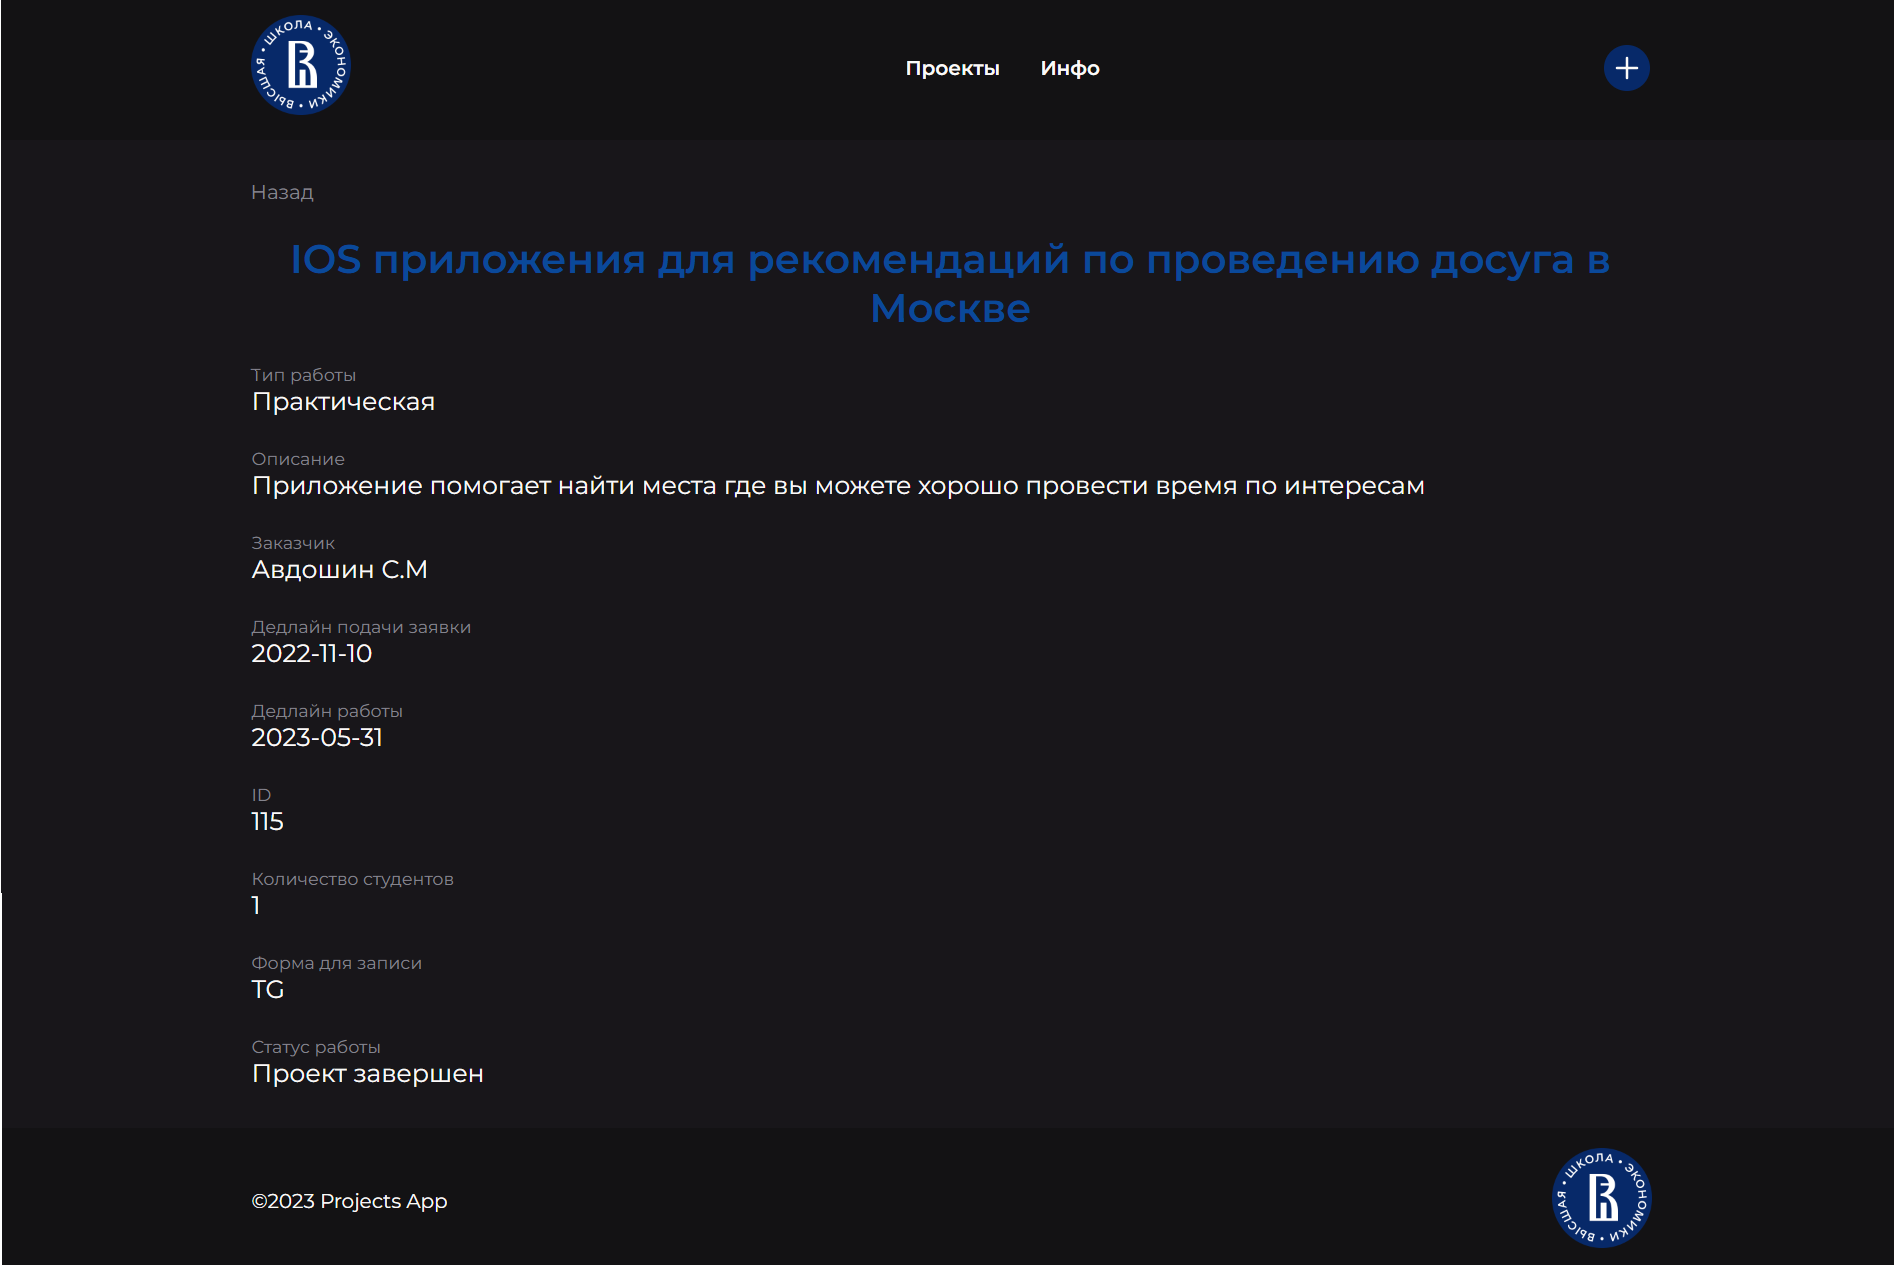 ВЫСШАЯ • ШКОЛА • ЭКОНОМИКИ •
Проекты Инфо
Назад
IOS приложения для рекомендаций по проведению досуга в
Москве
Тип работы
Практическая
Описание
Приложение помогает найти места где вы можете хорошо провести время по интересам
Заказчик
Авдошин С.М
Дедлайн подачи заявки
2022-11-10
Дедлайн работы
2023-05-31
ID
115
Количество студентов
1
Форма для записи
TG
Статус работы
Проект завершен
©2023 Projects App
ВЫСШАЯ • ШКОЛА • ЭКОНОМИКИ •